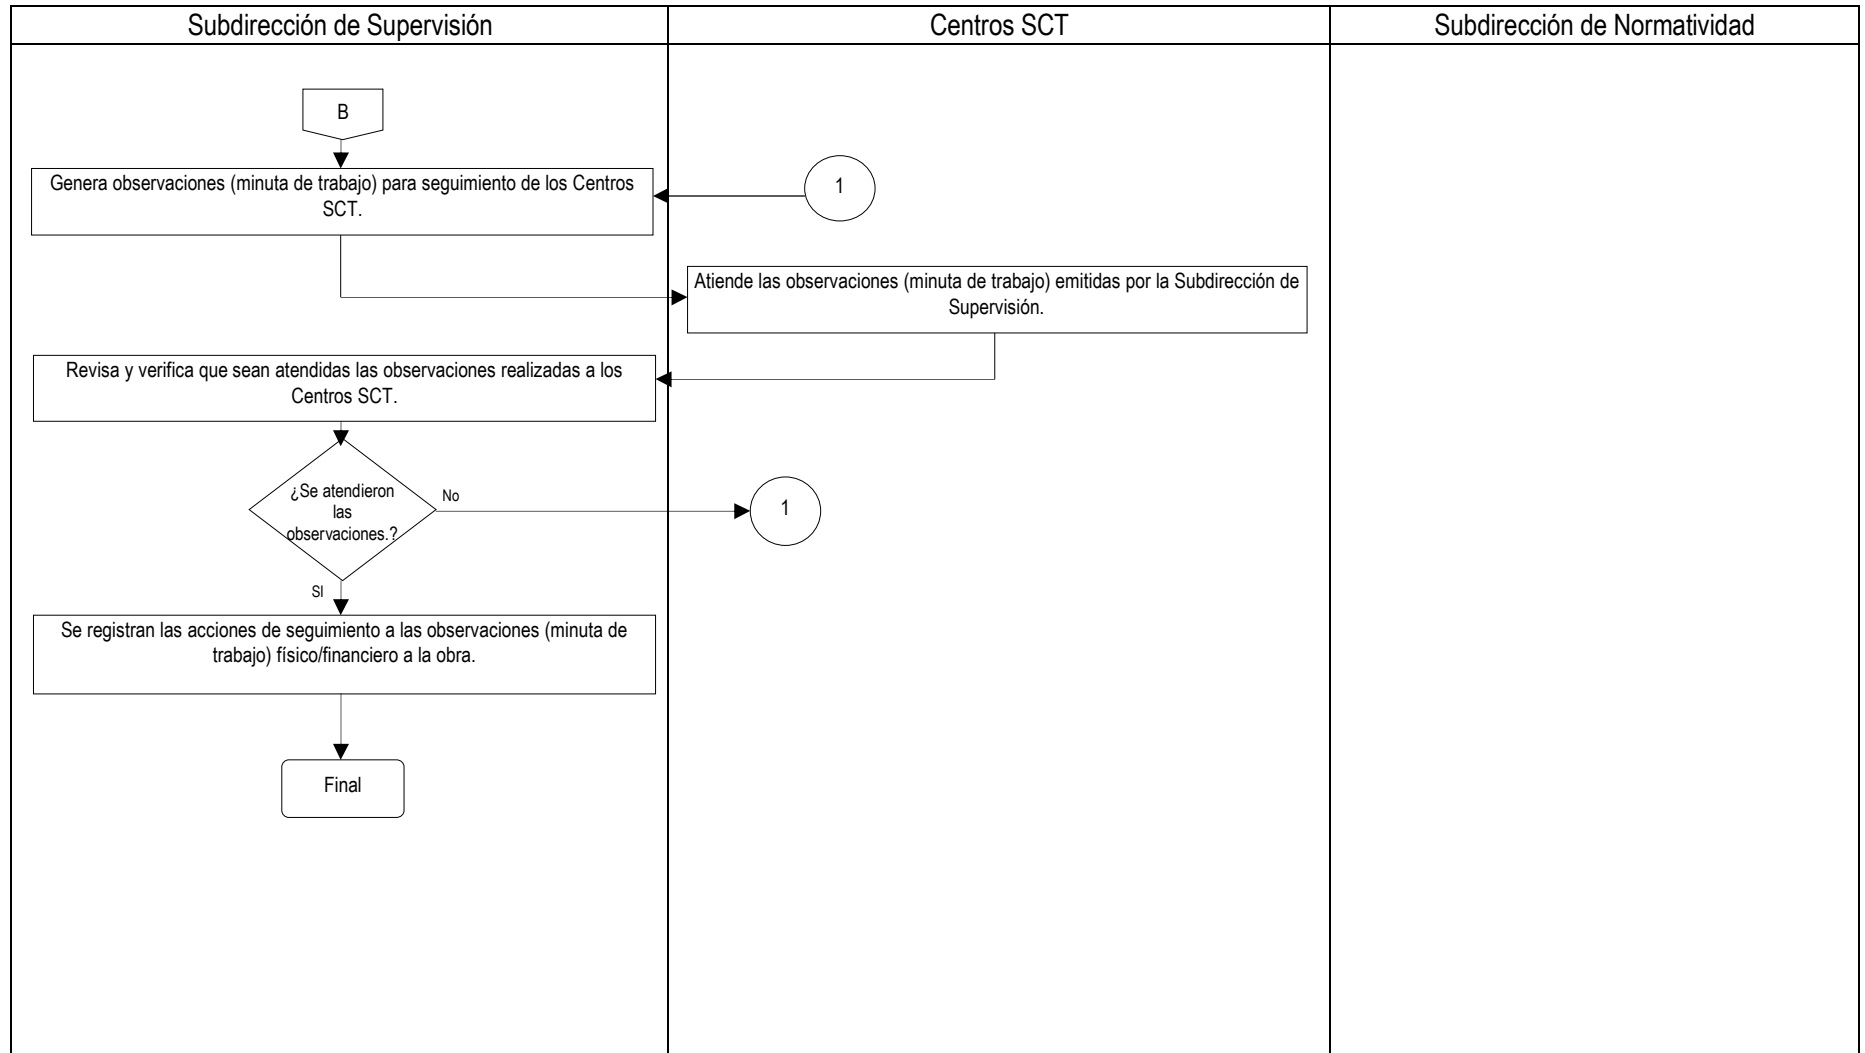 Subdirección de Supervisión
Centros SCT
Subdirección de Normatividad
B
Genera observaciones (minuta de trabajo) para seguimiento de los Centros
SCT.
1
Atiende las observaciones (minuta de trabajo) emitidas por la Subdirección de
Supervisión.
Revisa y verifica que sean atendidas las observaciones realizadas a los
Centros SCT.
¿Se atendieron
las
observaciones.?
No
1
SI
Se registran las acciones de seguimiento a las observaciones (minuta de
trabajo) físico/financiero a la obra.
Final